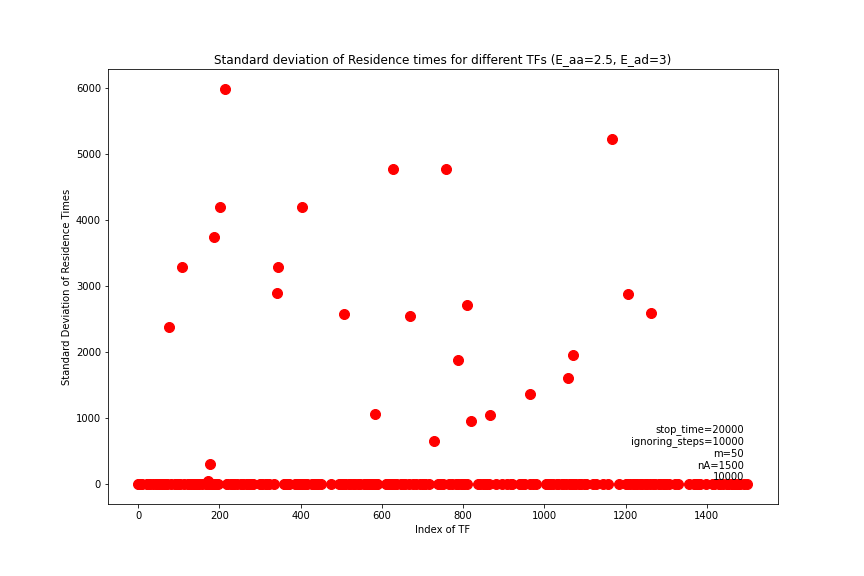 Standard deviation of Residence times for different TFs (E_aa=2.5, E_ad=3)
Standard Deviation of Residence Times
6000
5000
4000
3000
2000
1000
0
stop_time=20000
ignoring_steps=10000
m=50
nA=1500
10000
0 200 400 600 800 1000 1200 1400
Index of TF